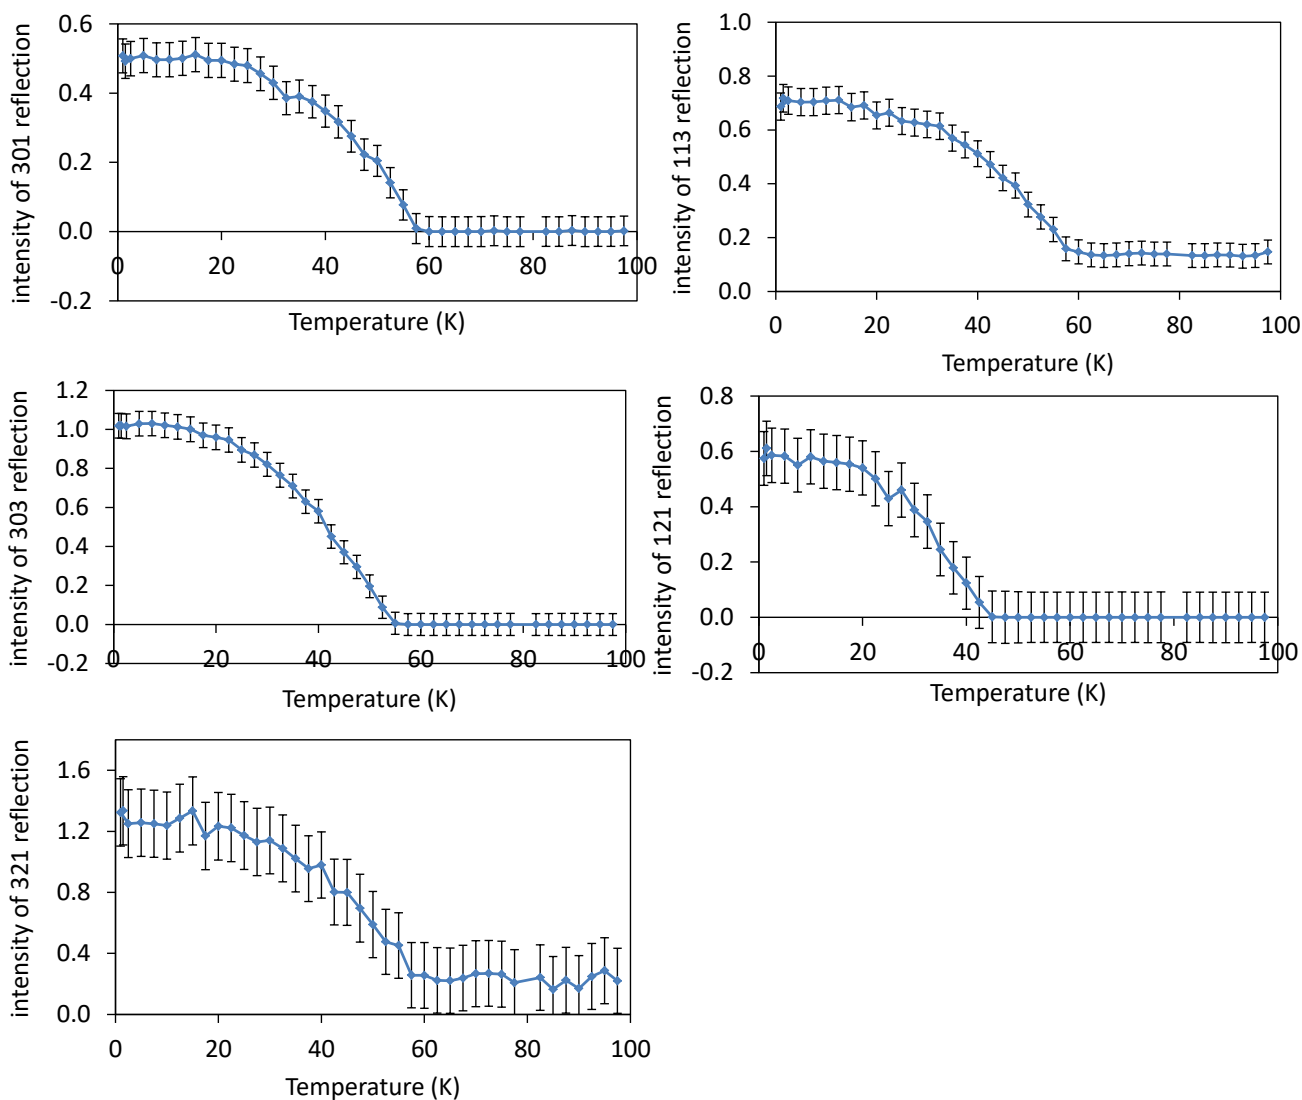 intensity of 301 reflection
0.6
0.4
0.2
0.0
-0.2
0 20 40 60 80 100
Temperature (K)
intensity of 113 reflection
1.0
0.8
0.6
0.4
0.2
0.0
0 20 40 60 80 100
Temperature (K)
intensity of 303 reflection
1.2
1.0
0.8
0.6
0.4
0.2
0.0
-0.2
0 20 40 60 80 100
Temperature (K)
intensity of 121 reflection
0.8
0.6
0.4
0.2
0.0
-0.2
0 20 40 60 80 100
Temperature (K)
intensity of 321 reflection
1.6
1.2
0.8
0.4
0.0
0 20 40 60 80 100
Temperature (K)